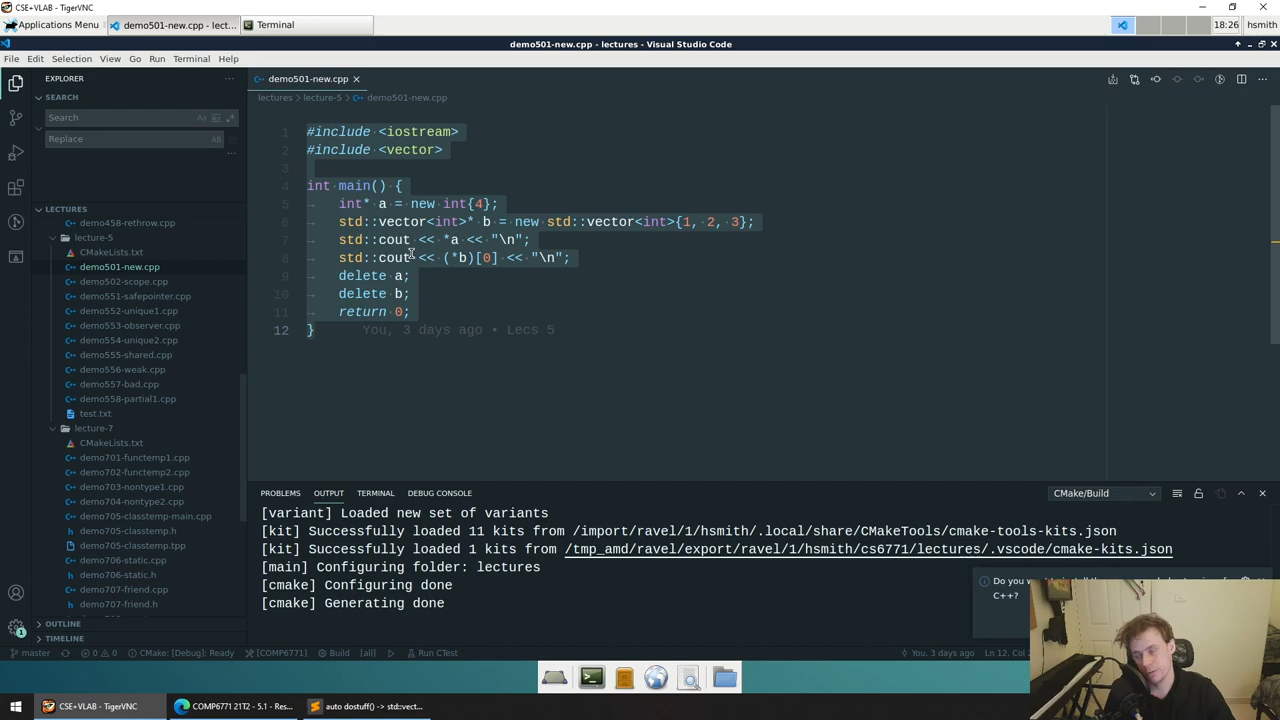 CSE+VLAB - TigerVNC
Applications Menu
demo501-new.cpp - lect...
Terminal
18:26 hsmith
demo501-new.cpp - lectures - Visual Studio Code
File Edit Selection View Go Run Terminal Help
EXPLORER
demo501-new.cpp
SEARCH
lectures > lecture-5 > demo501-new.cpp
Search
Replace
LECTURES
demo458-rethrow.cpp
lecture-5
CMakeLists.txt
demo501-new.cpp
demo502-scope.cpp
demo551-safepointer.cpp
demo552-unique1.cpp
demo553-observer.cpp
demo554-unique2.cpp
demo555-shared.cpp
demo556-weak.cpp
demo557-bad.cpp
demo558-partial1.cpp
test.txt
lecture-7
CMakeLists.txt
demo701-functemp1.cpp
demo702-functemp2.cpp
demo703-nontype1.cpp
demo704-nontype2.cpp
demo705-classtemp-main.cpp
demo705-classtemp.h
demo705-classtemp.tpp
demo706-static.cpp
demo706-static.h
demo707-friend.cpp
demo707-friend.h
OUTLINE
TIMELINE
1 #include <iostream>
2 #include <vector>
3
4 int main() {
5 int* a = new int{4};
6 std::vector<int>* b = new std::vector<int>{1, 2, 3};
7 std::cout << *a << "\n";
8 std::cout << (*b)[0] << "\n";
9 delete a;
10 delete b;
11 return 0;
12 } You, 3 days ago • Lecs 5
PROBLEMS OUTPUT TERMINAL DEBUG CONSOLE
CMake/Build
[variant] Loaded new set of variants
[kit] Successfully loaded 11 kits from /import/ravel/1/hsmith/.local/share/CMakeTools/cmake-tools-kits.json
[kit] Successfully loaded 1 kits from /tmp_amd/ravel/export/ravel/1/hsmith/cs6771/lectures/.vscode/cmake-kits.json
[main] Configuring folder: lectures
[cmake] Configuring done
[cmake] Generating done
C++?
1
master
0 0
CMake: [Debug]: Ready
[COMP6771]
Build
[all]
Run CTest
You, 3 days ago
CSE+VLAB - TigerVNC
COMP6771 21T2 - 5.1 - Res...
auto dostuff() -> std::vect...